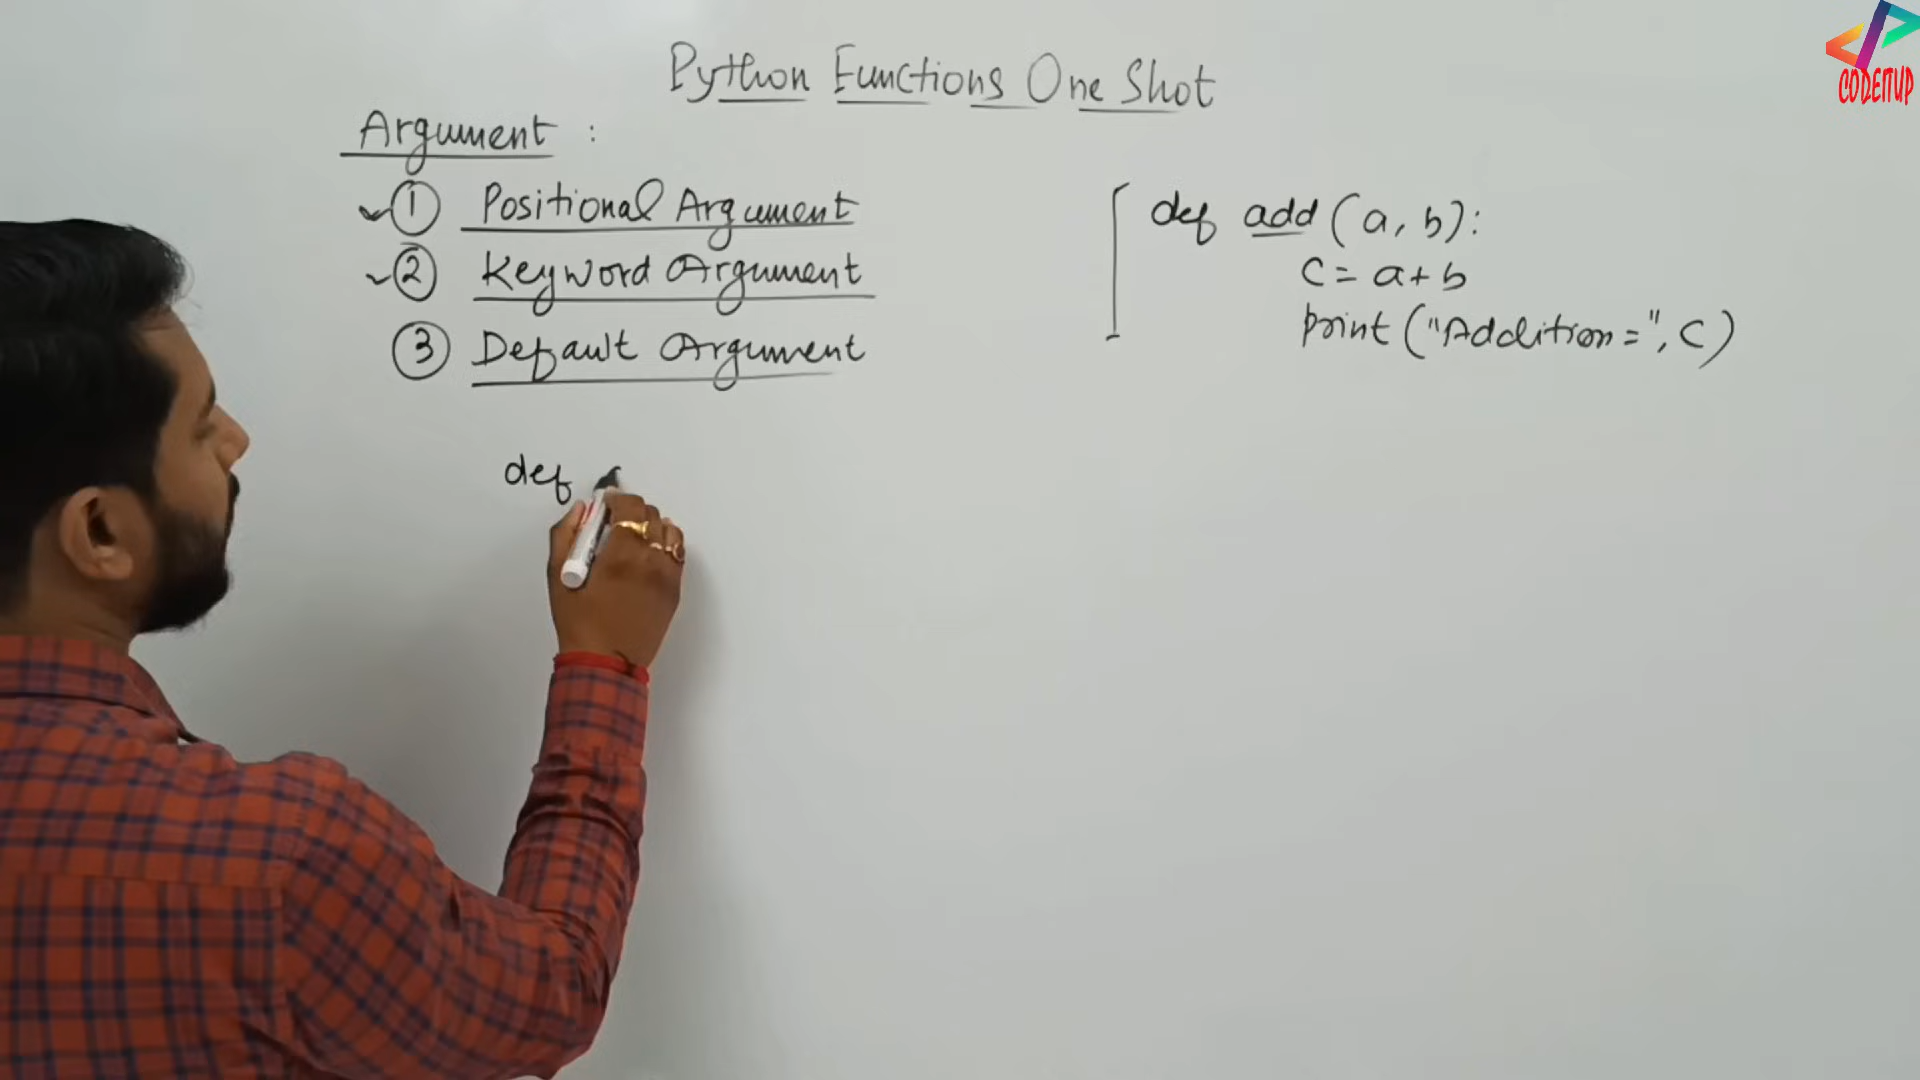 Python Functions One Shot
Argument :
① Positional Argument
② Keyword Argument
③ Default Argument
def
def add (a, b):
c = a + b
print ("Addition =", c)
</>
CODEITUP